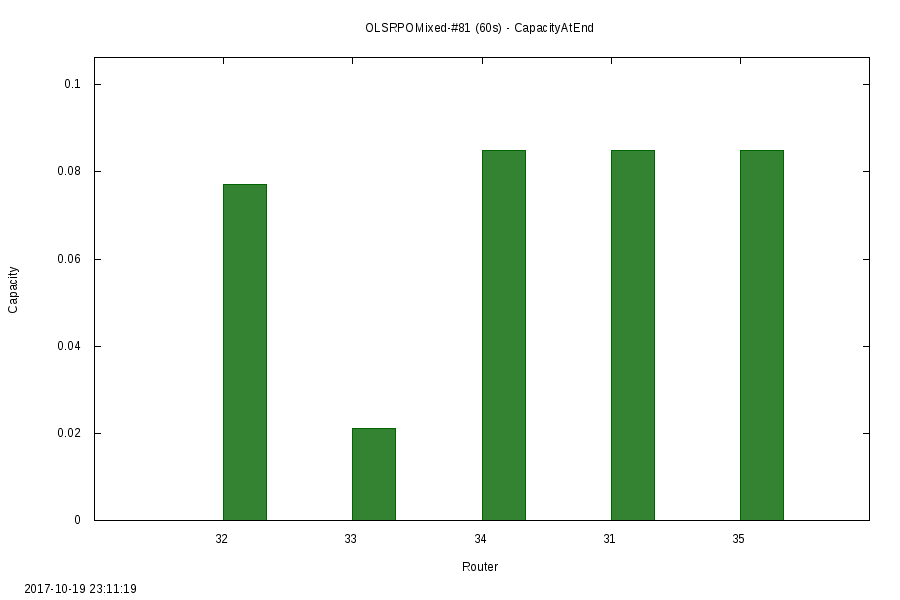 OLSRPOMixed-#81 (60s) - CapacityAtEnd
0.1
0.08
0.06
0.04
0.02
0
Capacity
32 33 34 31 35
Router
2017-10-19 23:11:19